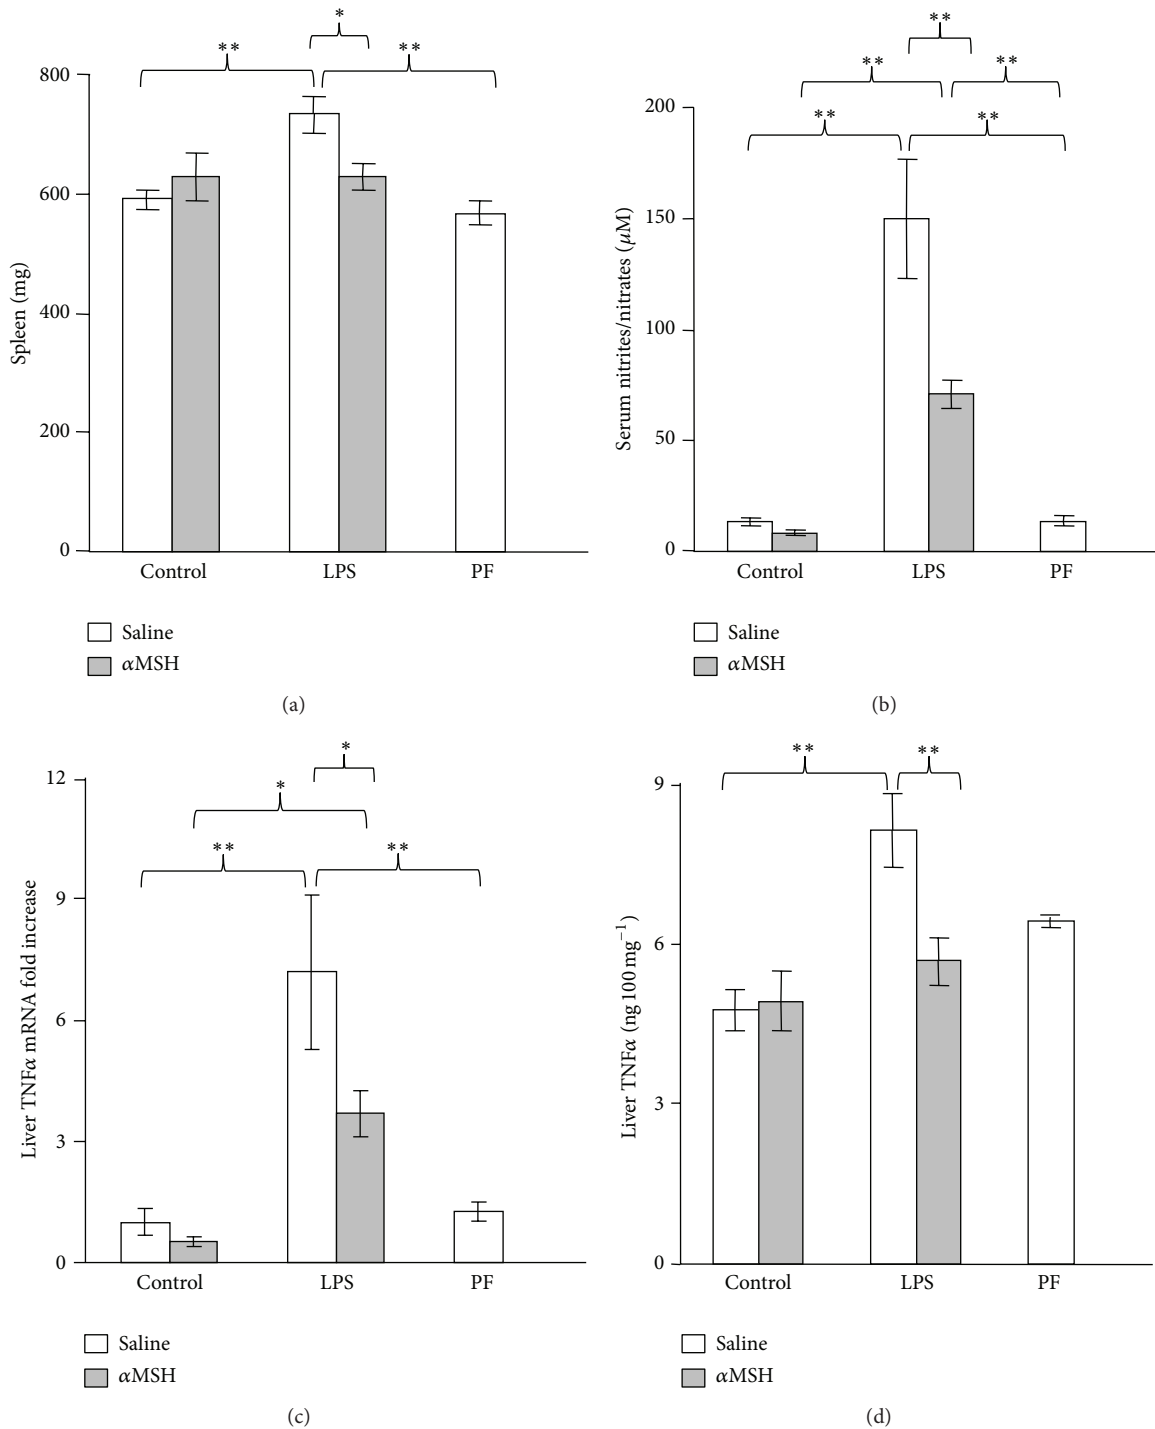 *
** **
800
600
400
200
0
Spleen (mg)
Control LPS PF
Saline
αMSH
(a)
**
** **
** **
200
150
100
50
0
Serum nitrites/nitrates (μM)
Control LPS PF
Saline
αMSH
(b)
*
*
** **
12
9
6
3
0
Liver TNFα mRNA fold increase
Control LPS PF
Saline
αMSH
(c)
** **
9
6
3
0
Liver TNFα (ng 100 mg⁻¹)
Control LPS PF
Saline
αMSH
(d)